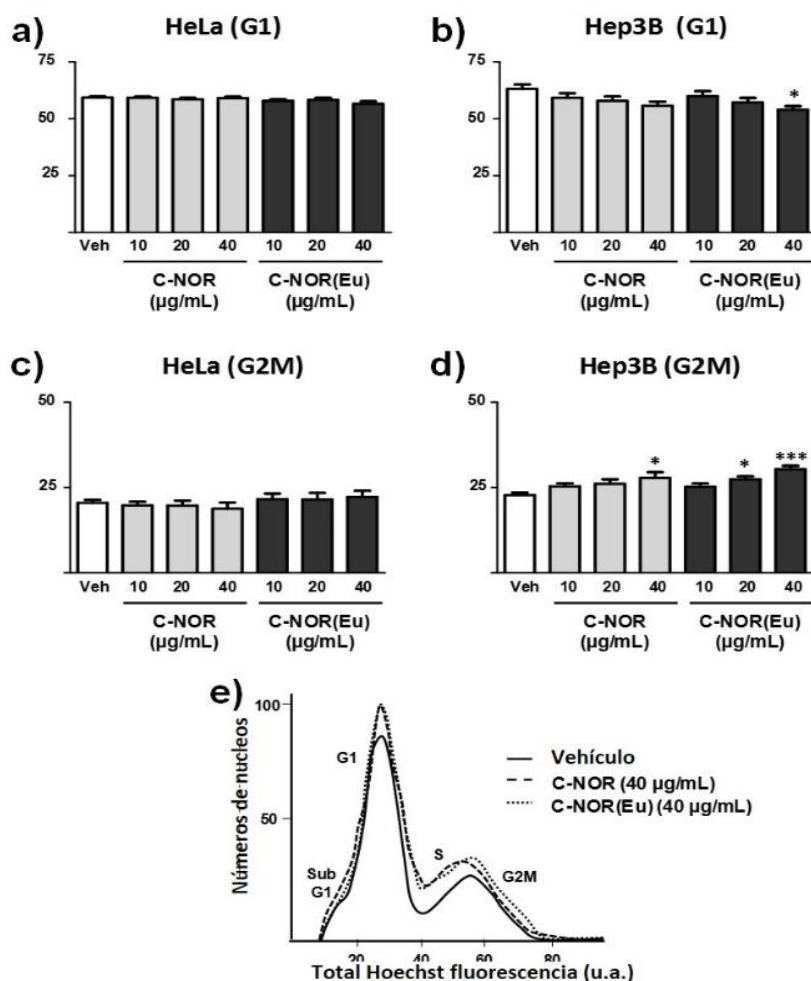 a)
HeLa (G1)
75
50
25
Veh 10 20 40 10 20 40
C-NOR C-NOR(Eu)
(µg/mL) (µg/mL)
b)
Hep3B (G1)
75
50
25
*
Veh 10 20 40 10 20 40
C-NOR C-NOR(Eu)
(µg/mL) (µg/mL)
c)
HeLa (G2M)
50
25
Veh 10 20 40 10 20 40
C-NOR C-NOR(Eu)
(µg/mL) (µg/mL)
d)
Hep3B (G2M)
50
25
* * ***
Veh 10 20 40 10 20 40
C-NOR C-NOR(Eu)
(µg/mL) (µg/mL)
e)
Números de nucleos
100
50
G1
Sub
G1
S
G2M
Vehículo
C-NOR (40 µg/mL)
C-NOR(Eu) (40 µg/mL)
20 40 60 80
Total Hoechst fluorescencia (u.a.)